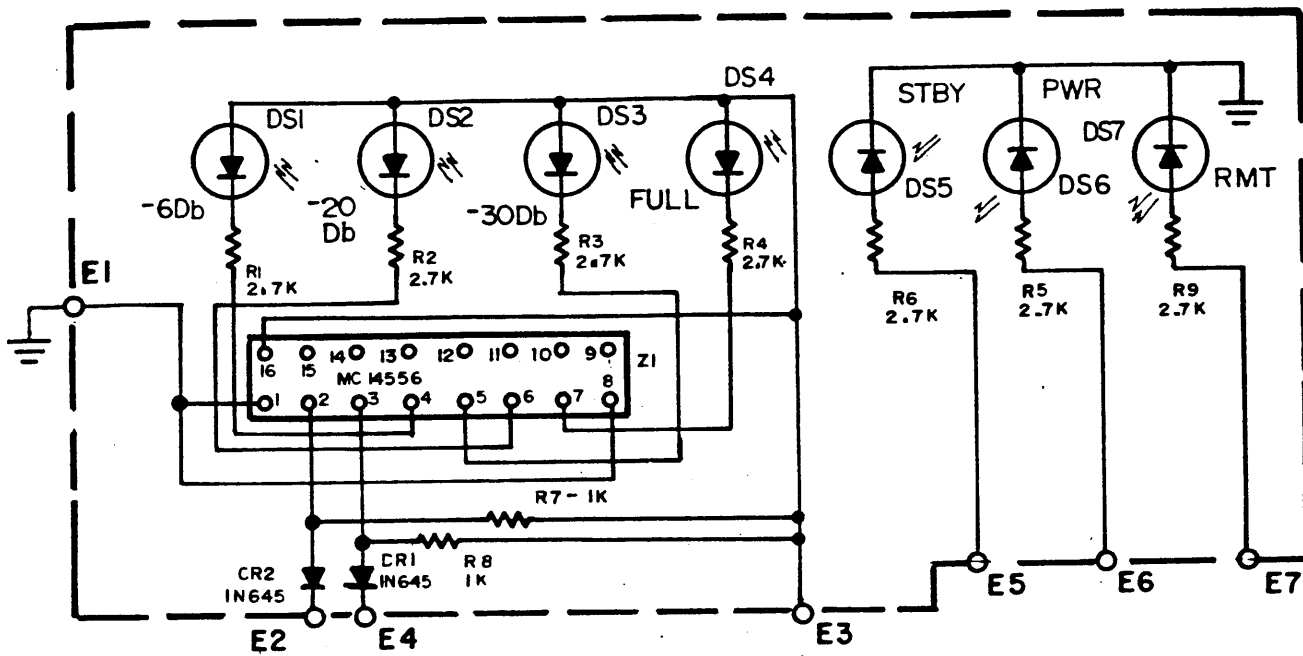 DS4
STBY
PWR
DS1
DS2
DS3
DS7
-6Db
-20
Db
-30Db
FULL
DS5
DS6
RMT
R1
2.7K
R2
2.7K
R3
2.7K
R4
2.7K
E1
R6
2.7K
R5
2.7K
R9
2.7K
16 15 14 13 12 11 10 9
Z1
MC 14556
1 2 3 4 5 6 7 8
R7-1K
CR2
1N645
CR1
1N645
R8
1K
E2
E4
E3
E5
E6
E7